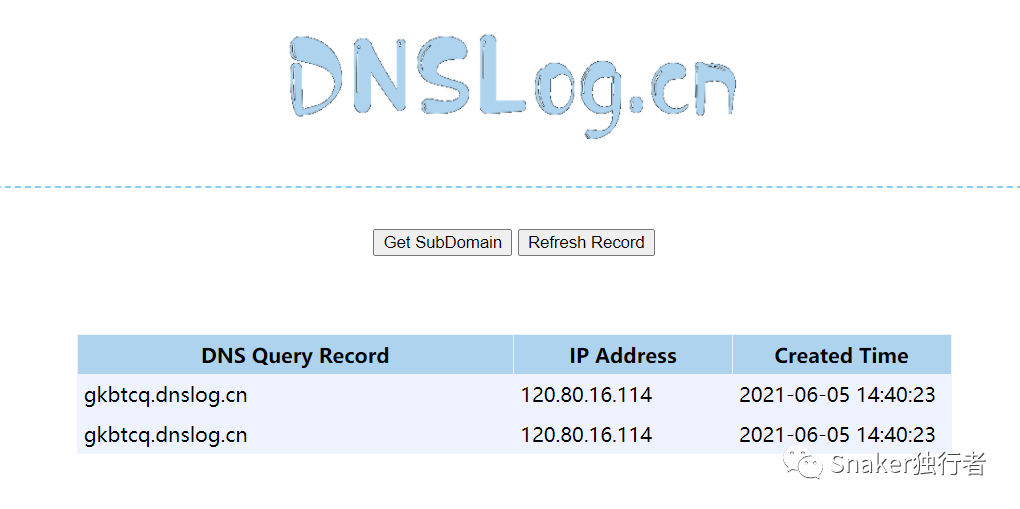 DNSLog.cn
Get SubDomain Refresh Record
DNS Query Record IP Address Created Time
gkbtcq.dnslog.cn 120.80.16.114 2021-06-05 14:40:23
gkbtcq.dnslog.cn 120.80.16.114 2021-06-05 14:40:23
Snaker独行者